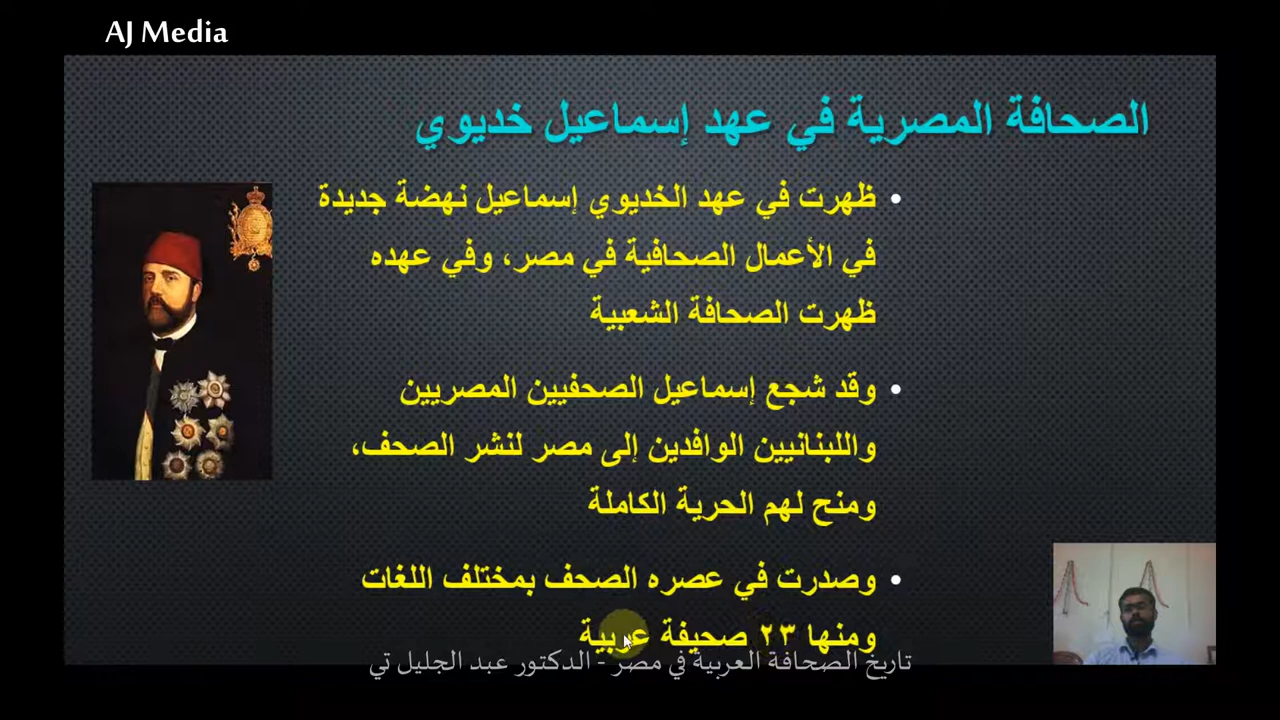 AJ Media
الصحافة المصرية في عهد إسماعيل خديوي
• ظهرت في عهد الخديوي إسماعيل نهضة جديدة
في الأعمال الصحافية في مصر، وفي عهده
ظهرت الصحافة الشعبية
• وقد شجع إسماعيل الصحفيين المصريين
واللبنانيين الوافدين إلى مصر لنشر الصحف،
ومنح لهم الحرية الكاملة
• وصدرت في عصره الصحف بمختلف اللغات
ومنها ٢٣ صحيفة عربية
تاريخ الصحافة العربية في مصر - الدكتور عبد الجليل تي